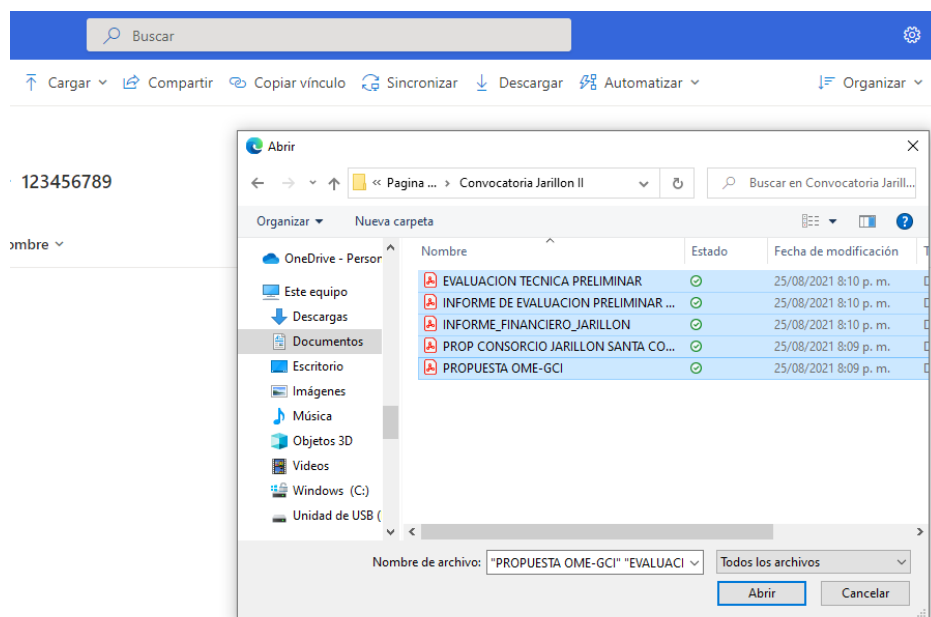 Buscar
Cargar Compartir Copiar vínculo Sincronizar Descargar Automatizar Organizar
123456789
ombre
Abrir
« Pagina ... › Convocatoria Jarillon II
Buscar en Convocatoria Jarill...
Organizar Nueva carpeta
Nombre Estado Fecha de modificación T
OneDrive - Person
Este equipo
Descargas
Documentos
Escritorio
Imágenes
Música
Objetos 3D
Videos
Windows (C:)
Unidad de USB (
EVALUACION TECNICA PRELIMINAR 25/08/2021 8:10 p. m. D
INFORME DE EVALUACION PRELIMINAR ... 25/08/2021 8:10 p. m. D
INFORME_FINANCIERO_JARILLON 25/08/2021 8:10 p. m. D
PROP CONSORCIO JARILLON SANTA CO... 25/08/2021 8:09 p. m. D
PROPUESTA OME-GCI 25/08/2021 8:09 p. m. D
Nombre de archivo: "PROPUESTA OME-GCI" "EVALUACI Todos los archivos
Abrir Cancelar